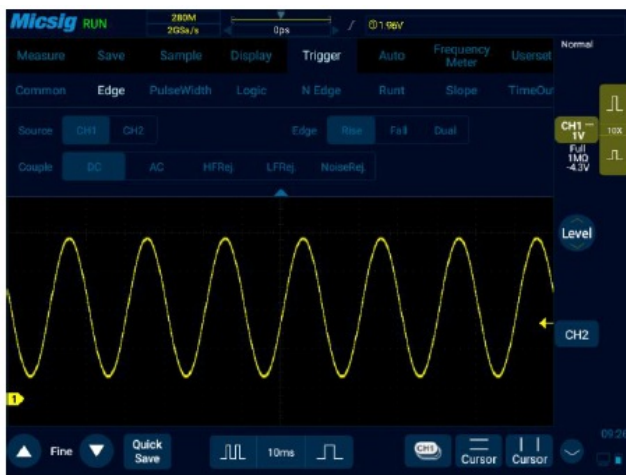 Micsig RUN 280M 2GSa/s 0ps 1.96V
Measure Save Sample Display Trigger Auto Frequency Meter Userset
Normal
Common Edge PulseWidth Logic N Edge Runt Slope TimeOut
Source CH1 CH2 Edge Rise Fall Dual
CH1 10X
1V
Full
1MΩ
-4.3V
Couple DC AC HFRej LFRej NoiseRej
Level
CH2
1
Fine Quick Save 10ms CH1 Cursor Cursor